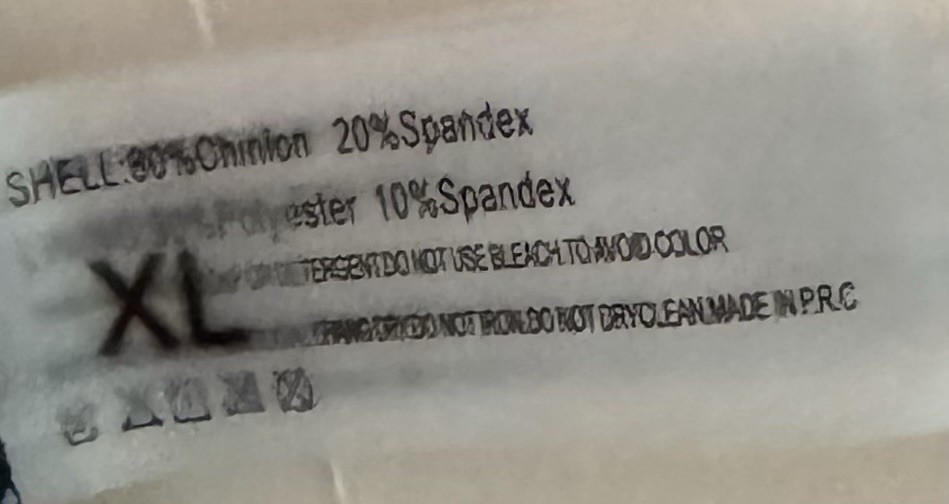 SHELL:80%Chinlon 20%Spandex
10%Spandex
XL
DO NOT USE BLEACH.TO AVOID.COLOR
DO NOT IRON.DO NOT DRYCLEAN.MADE IN P.R.C